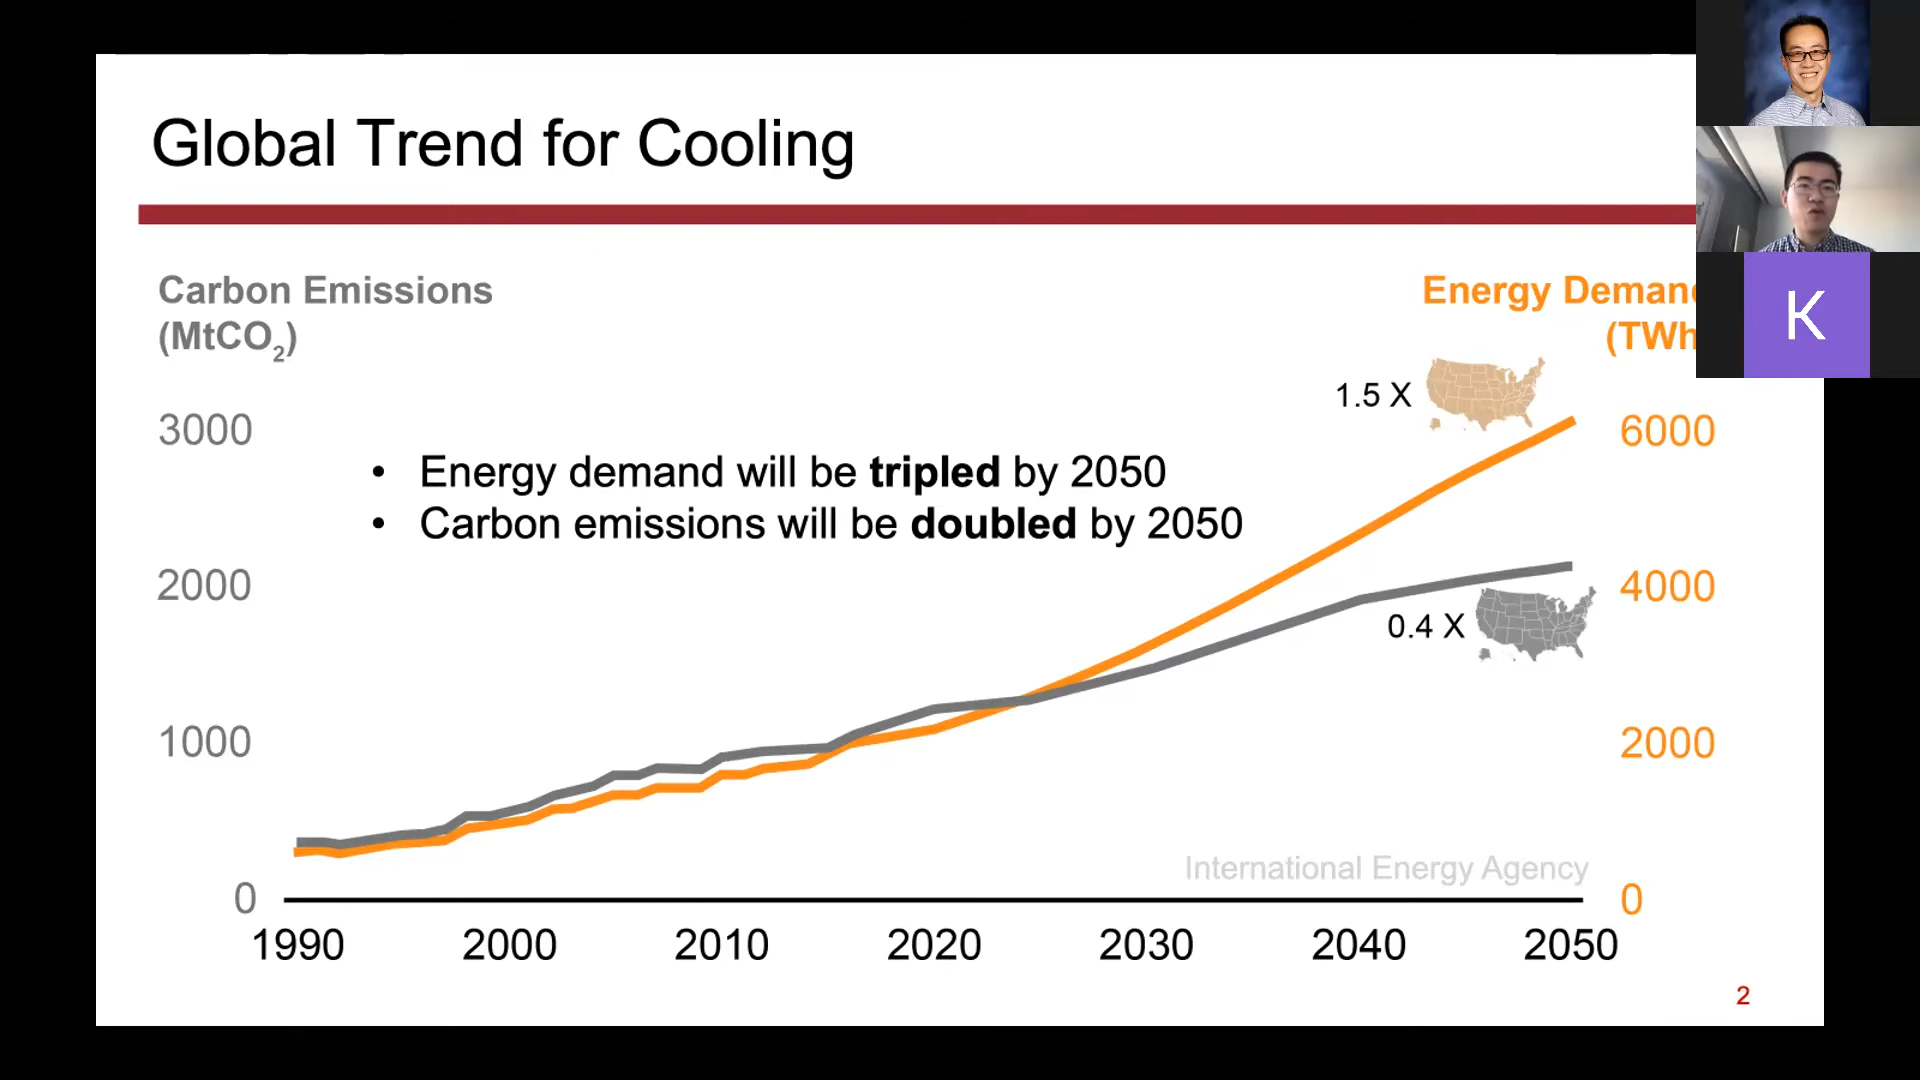 Global Trend for Cooling
Carbon Emissions
(MtCO2)
Energy Deman
(TWh
K
1.5 X
3000
6000
• Energy demand will be tripled by 2050
• Carbon emissions will be doubled by 2050
2000
4000
0.4 X
1000
2000
International Energy Agency
0
0
1990 2000 2010 2020 2030 2040 2050
2